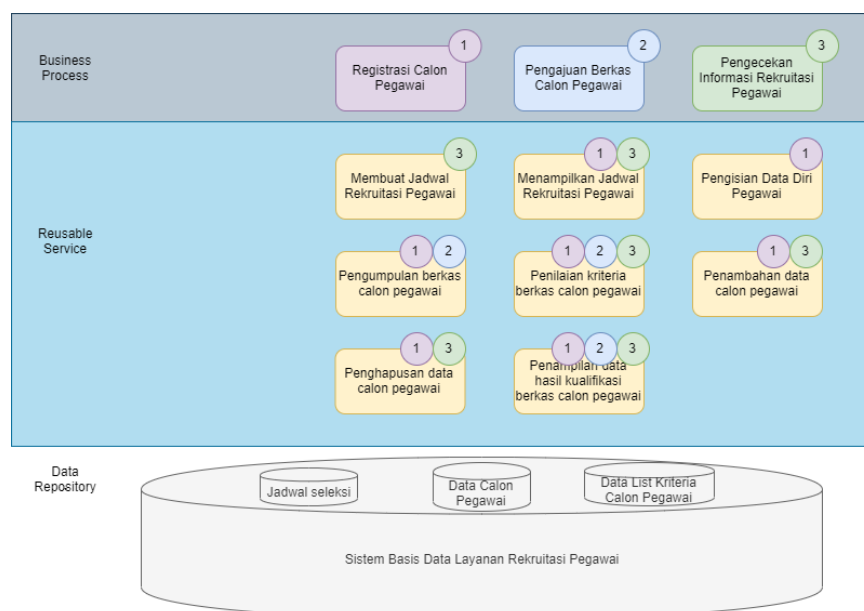 Business
Process
1
Registrasi Calon
Pegawai
2
Pengajuan Berkas
Calon Pegawai
3
Pengecekan
Informasi Rekruitasi
Pegawai
Reusable
Service
3
Membuat Jadwal
Rekruitasi Pegawai
1 3
Menampilkan Jadwal
Rekruitasi Pegawai
1
Pengisian Data Diri
Pegawai
1 2
Pengumpulan berkas
calon pegawai
1 2 3
Penilaian kriteria
berkas calon pegawai
1 3
Penambahan data
calon pegawai
1 3
Penghapusan data
calon pegawai
1 2 3
Penampilan data
hasil kualifikasi
berkas calon pegawai
Data
Repository
Jadwal seleksi
Data Calon
Pegawai
Data List Kriteria
Calon Pegawai
Sistem Basis Data Layanan Rekruitasi Pegawai